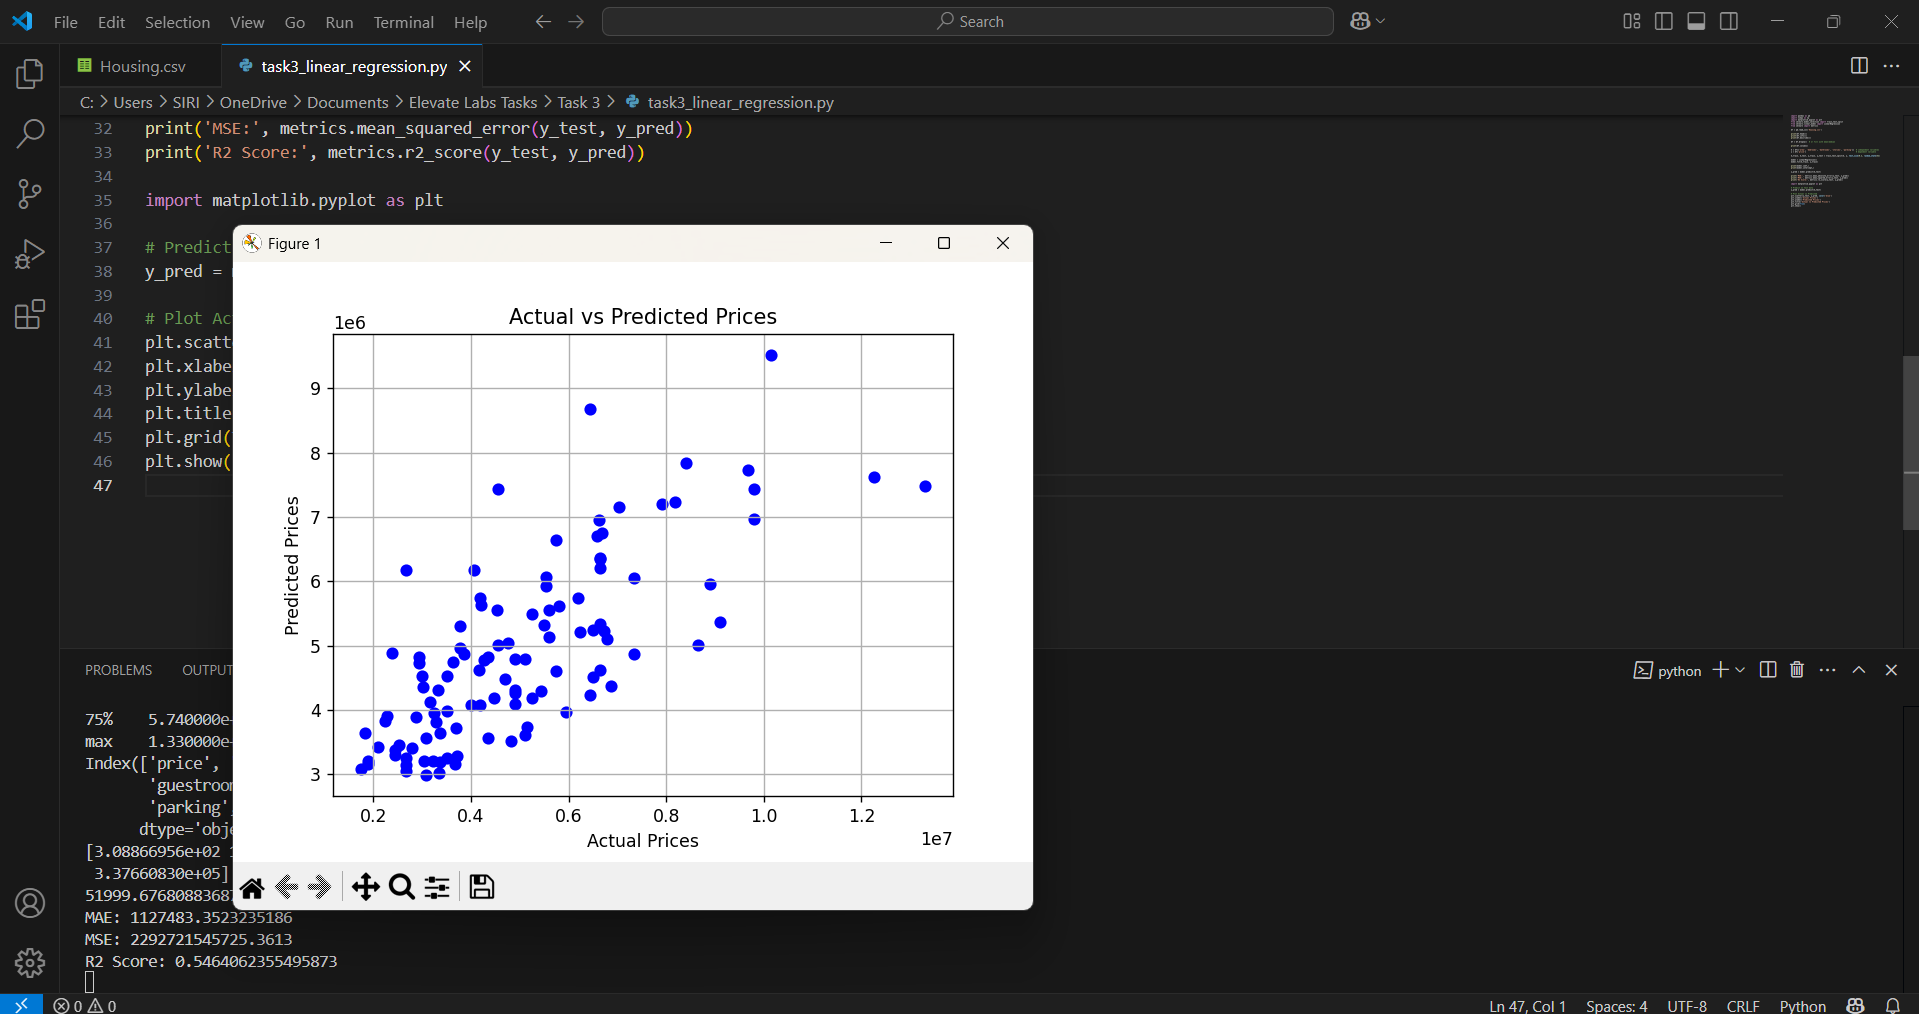 File Edit Selection View Go Run Terminal Help
Search
Housing.csv
task3_linear_regression.py
C: > Users > SIRI > OneDrive > Documents > Elevate Labs Tasks > Task 3 > task3_linear_regression.py
32 print('MSE:', metrics.mean_squared_error(y_test, y_pred))
33 print('R2 Score:', metrics.r2_score(y_test, y_pred))
34
35 import matplotlib.pyplot as plt
36
37 # Predict
38 y_pred =
39
40 # Plot Ac
41 plt.scatt
42 plt.xlabe
43 plt.ylabe
44 plt.title
45 plt.grid(
46 plt.show(
47
Figure 1
Actual vs Predicted Prices
1e6
9
8
7
6
5
4
3
Predicted Prices
0.2 0.4 0.6 0.8 1.0 1.2
1e7
Actual Prices
PROBLEMS OUTPUT
python
75% 5.740000e
max 1.330000e
Index(['price',
'guestroo
'parking'
dtype='obj
[3.08866956e+02
3.37660830e+05]
51999.6768088368
MAE: 1127483.3523235186
MSE: 2292721545725.3613
R2 Score: 0.5464062355495873
0 0
Ln 47, Col 1 Spaces: 4 UTF-8 CRLF Python